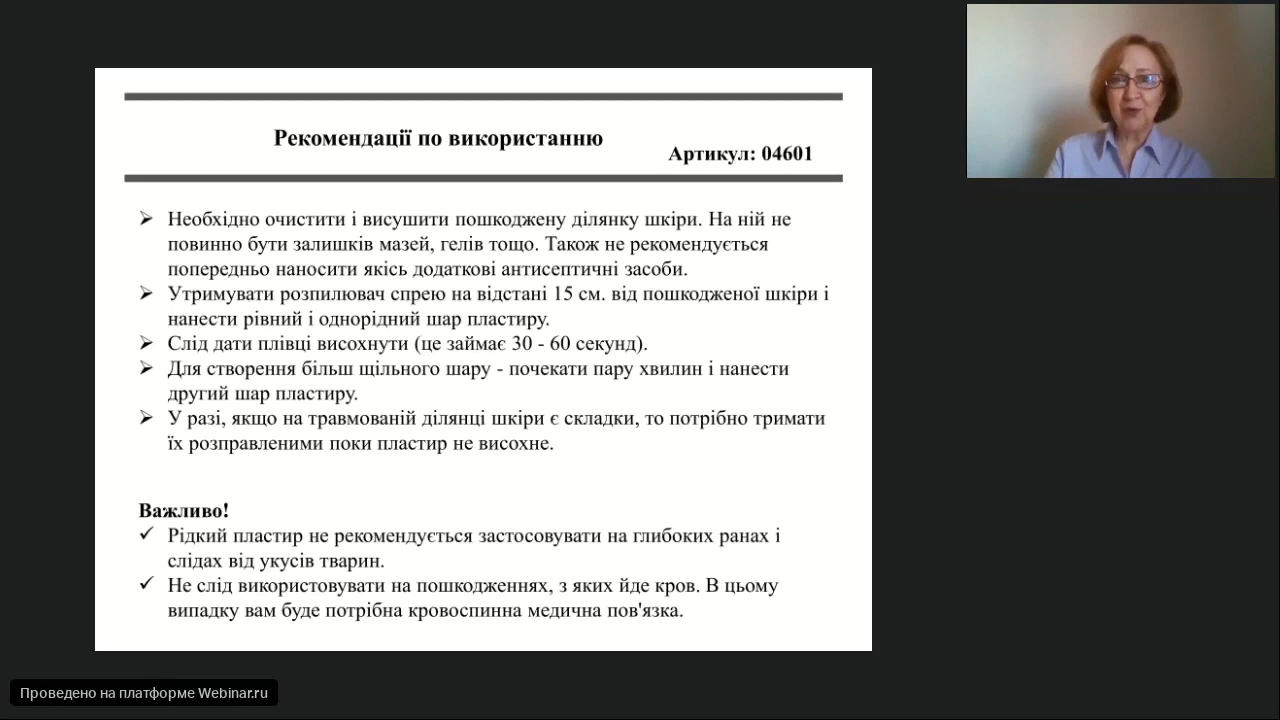 Рекомендації по використанню
Артикул: 04601
Необхідно очистити і висушити пошкоджену ділянку шкіри. На ній не
повинно бути залишків мазей, гелів тощо. Також не рекомендується
попередньо наносити якісь додаткові антисептичні засоби.
Утримувати розпилювач спрею на відстані 15 см. від пошкодженої шкіри і
нанести рівний і однорідний шар пластиру.
Слід дати плівці висохнути (це займає 30 - 60 секунд).
Для створення більш щільного шару - почекати пару хвилин і нанести
другий шар пластиру.
У разі, якщо на травмованій ділянці шкіри є складки, то потрібно тримати
їх розправленими поки пластир не висохне.
Важливо!
Рідкий пластир не рекомендується застосовувати на глибоких ранах і
слідах від укусів тварин.
Не слід використовувати на пошкодженнях, з яких йде кров. В цьому
випадку вам буде потрібна кровоспинна медична пов'язка.
Проведено на платформе Webinar.ru